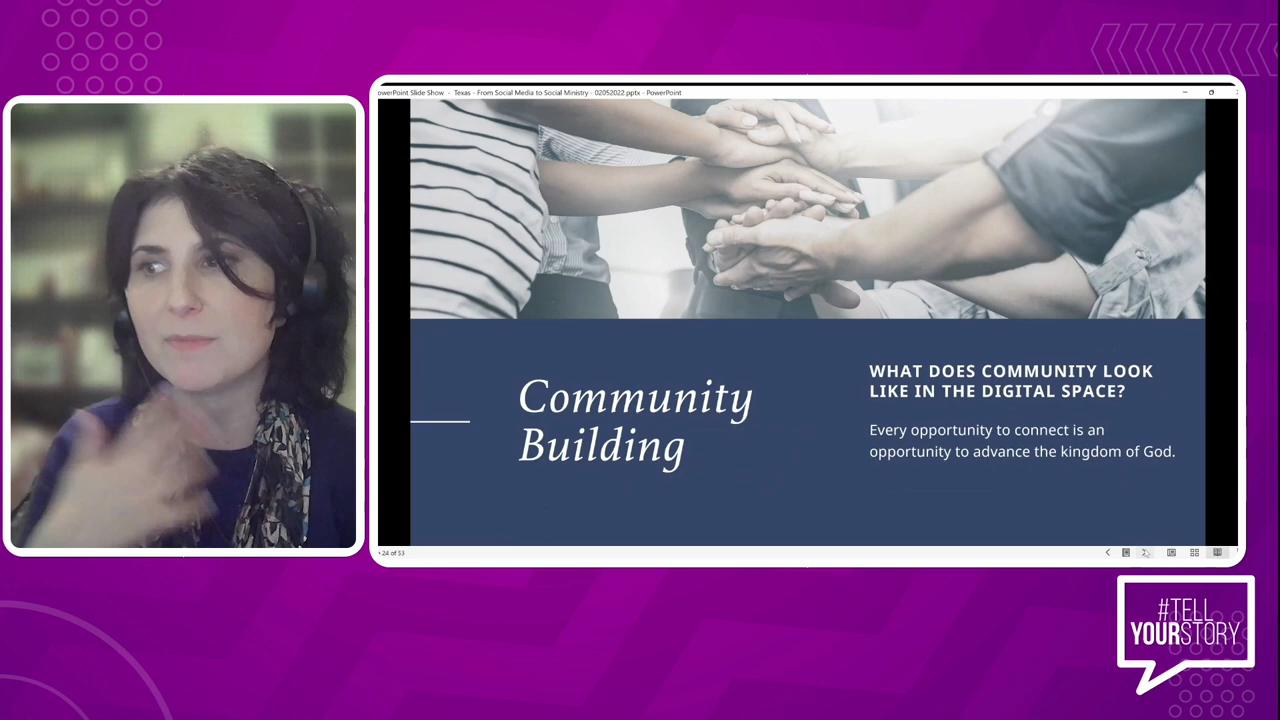 owerPoint Slide Show - Texas - From Social Media to Social Ministry - 02052022.pptx - PowerPoint
Community
Building
WHAT DOES COMMUNITY LOOK
LIKE IN THE DIGITAL SPACE?
Every opportunity to connect is an
opportunity to advance the kingdom of God.
24 of 53
#TELL
YOURSTORY